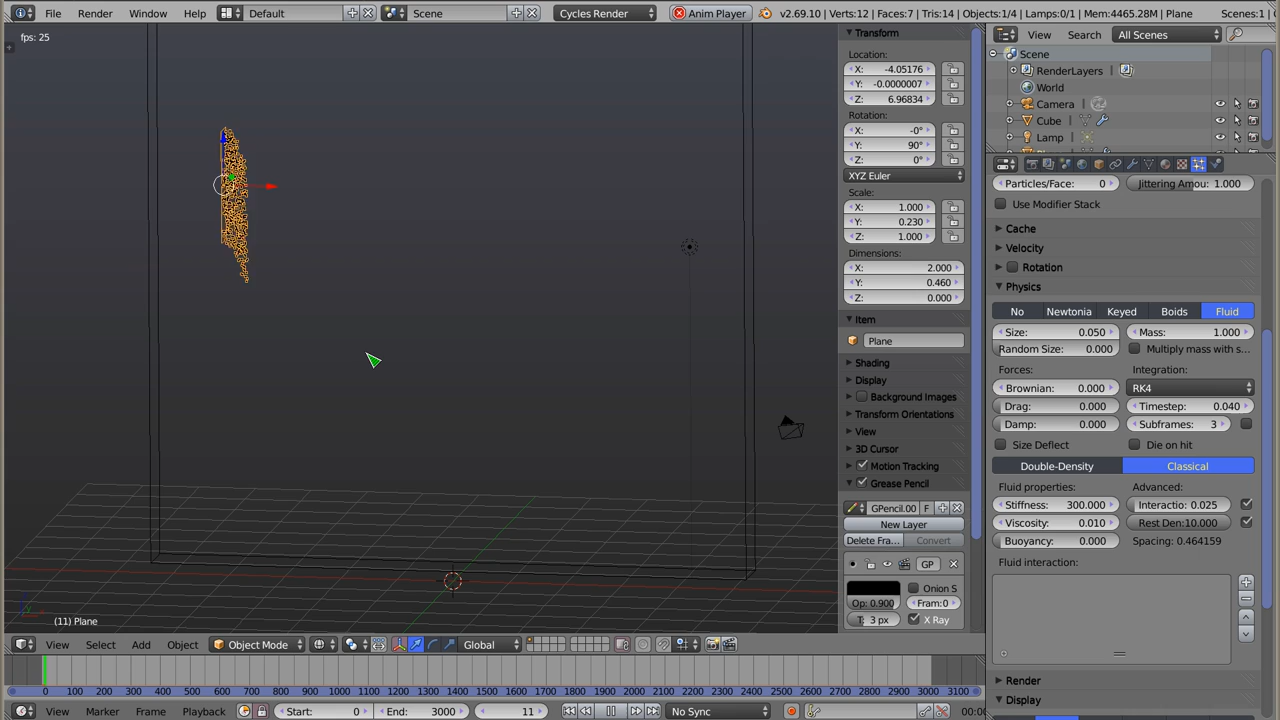 File Render Window Help Default Scene Cycles Render Anim Player v2.69.10 | Verts:12 | Faces:7 | Tris:14 | Objects:1/4 | Lamps:0/1 | Mem:4465.28M | Plane Scenes:1
fps: 25
(11) Plane
View Select Add Object Object Mode Global
Transform
Location:
X: -4.05176
Y: -0.0000007
Z: 6.96834
Rotation:
X: -0°
Y: 90°
Z: 0°
XYZ Euler
Scale:
X: 1.000
Y: 0.230
Z: 1.000
Dimensions:
X: 2.000
Y: 0.460
Z: 0.000
Item
Plane
Shading
Display
Background Images
Transform Orientations
View
3D Cursor
Motion Tracking
Grease Pencil
GPencil.00 F
New Layer
Delete Fra... Convert
GP
Onion S
Op: 0.900 Fram:0
T: 3 px X Ray
View Search All Scenes
Scene
RenderLayers
World
Camera
Cube
Lamp
Particles/Face: 0 Jittering Amou: 1.000
Use Modifier Stack
Cache
Velocity
Rotation
Physics
No Newtonia Keyed Boids Fluid
Size: 0.050 Mass: 1.000
Random Size: 0.000 Multiply mass with s...
Forces: Integration:
Brownian: 0.000 RK4
Drag: 0.000 Timestep: 0.040
Damp: 0.000 Subframes: 3
Size Deflect Die on hit
Double-Density Classical
Fluid properties: Advanced:
Stiffness: 300.000 Interactio: 0.025
Viscosity: 0.010 Rest Den:10.000
Buoyancy: 0.000 Spacing: 0.464159
Fluid interaction:
Render
Display
0 100 200 300 400 500 600 700 800 900 1000 1100 1200 1300 1400 1500 1600 1700 1800 1900 2000 2100 2200 2300 2400 2500 2600 2700 2800 2900 3000 3100
View Marker Frame Playback Start: 0 End: 3000 11 No Sync